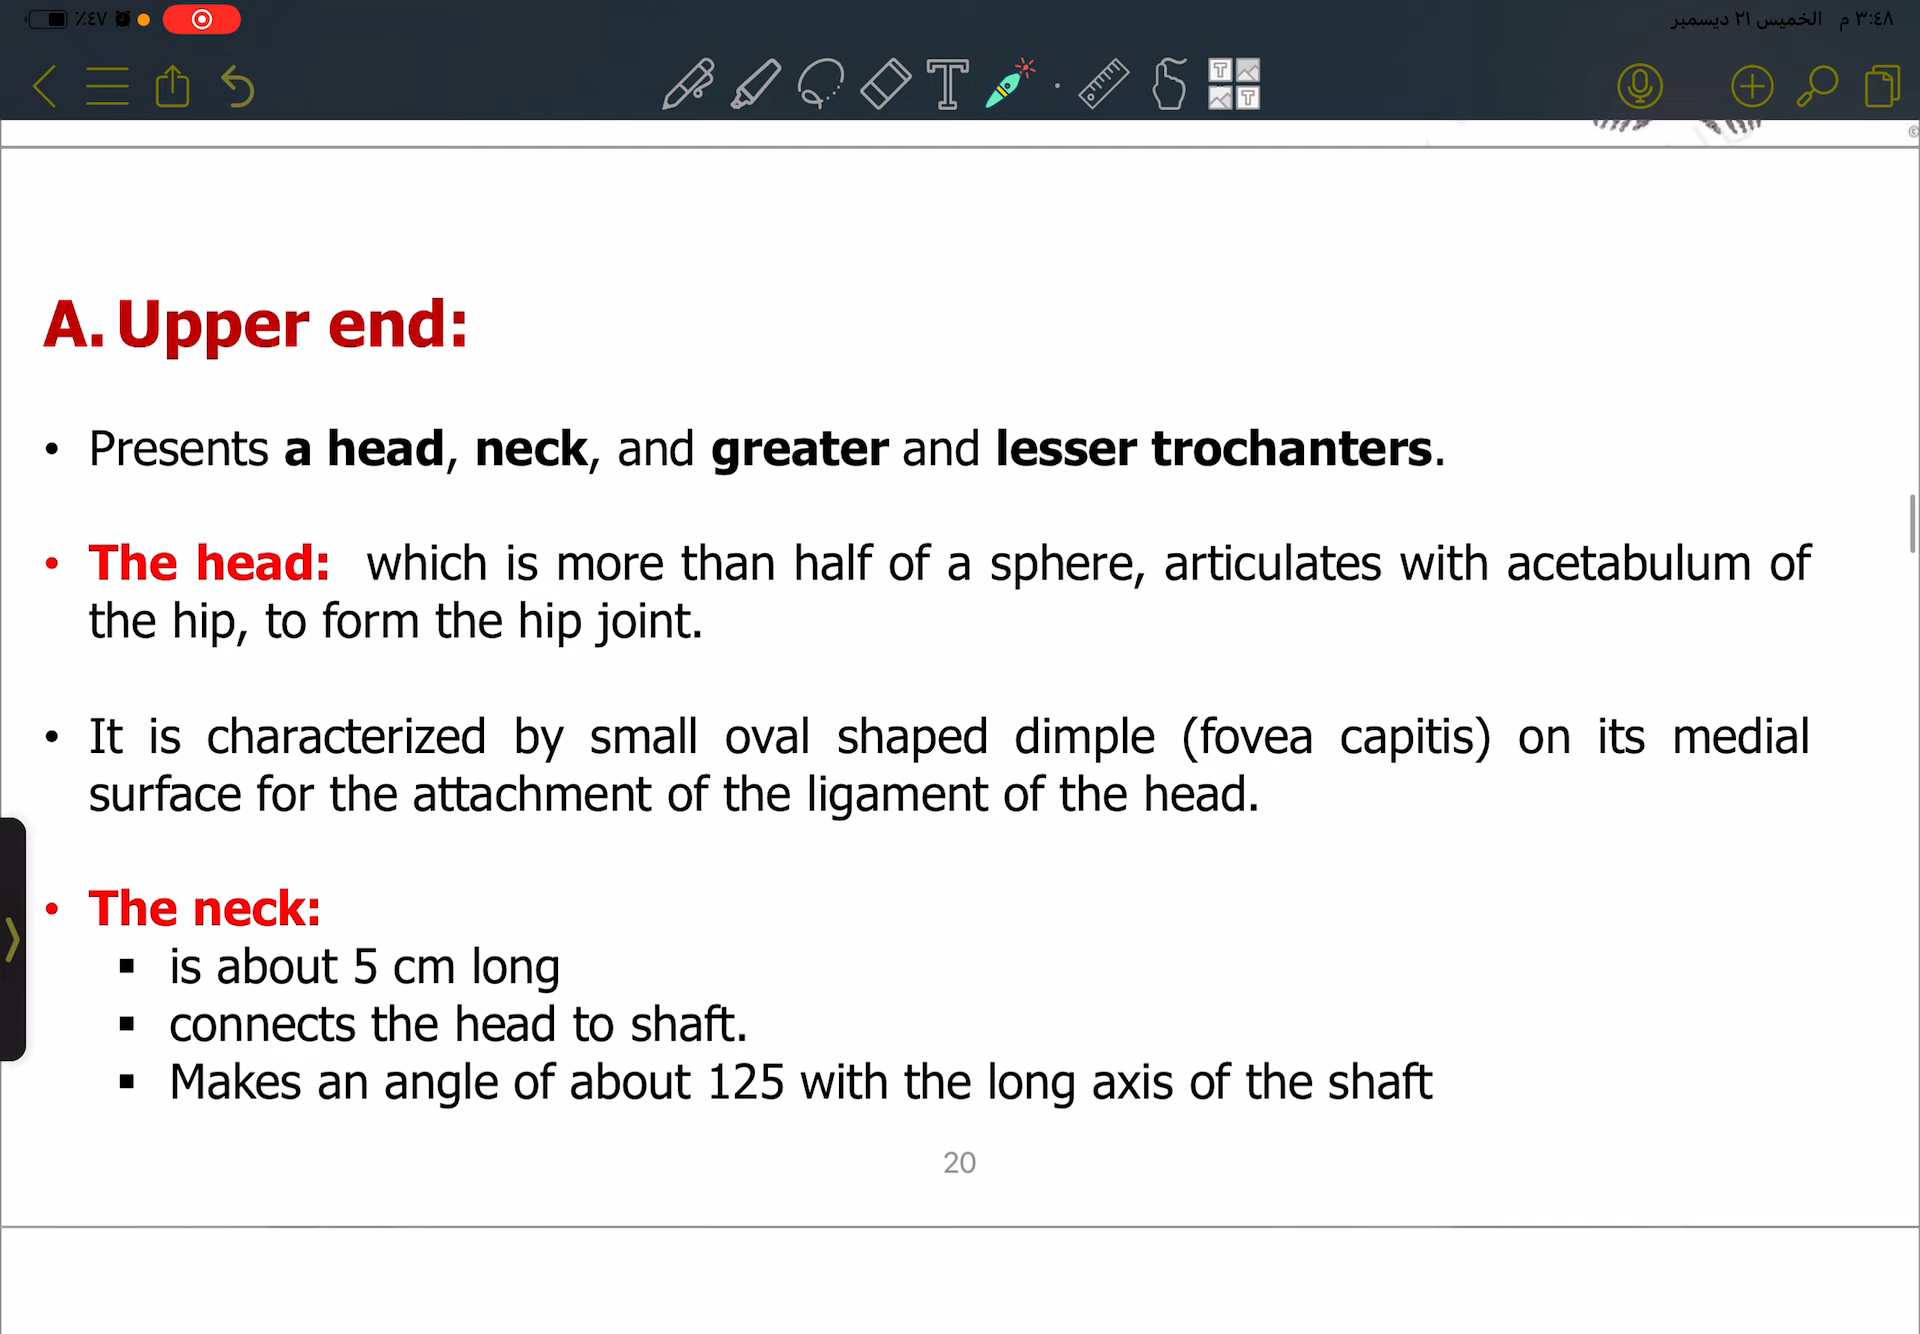 ٪٤٧
٣:٤٨ م الخميس ٢١ ديسمبر
A. Upper end:
• Presents a head, neck, and greater and lesser trochanters.
• The head: which is more than half of a sphere, articulates with acetabulum of
the hip, to form the hip joint.
• It is characterized by small oval shaped dimple (fovea capitis) on its medial
surface for the attachment of the ligament of the head.
• The neck:
▪ is about 5 cm long
▪ connects the head to shaft.
▪ Makes an angle of about 125 with the long axis of the shaft
20